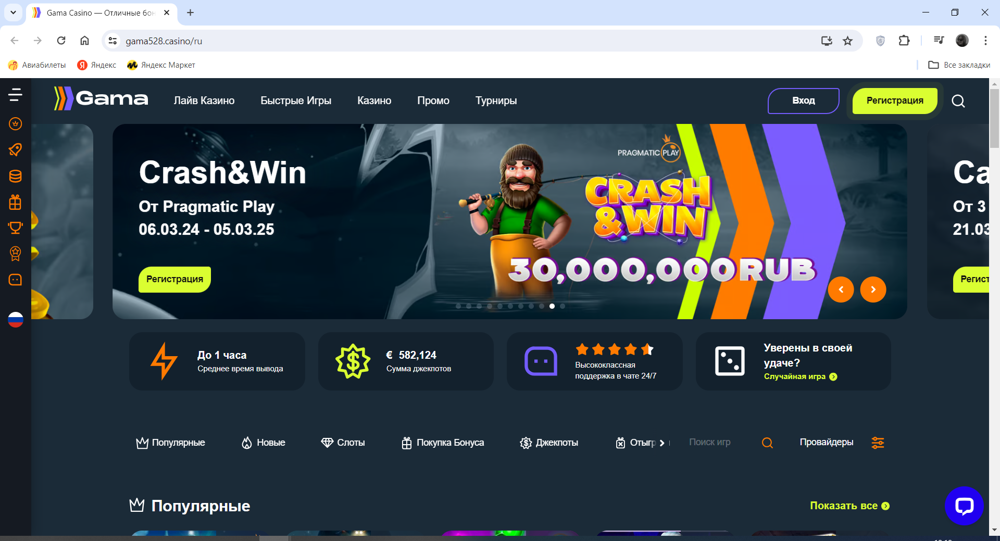 Gama Casino — Отличные бон
gama528.casino/ru
Авиабилеты
Яндекс
Яндекс Маркет
Все закладки
Gama
Лайв Казино
Быстрые Игры
Казино
Промо
Турниры
Вход
Регистрация
Crash&Win
От Pragmatic Play
06.03.24 - 05.03.25
Регистрация
PRAGMATIC PLAY
CRASH
&WIN
30,000,000 RUB
Ca
От 3
21.03
Регист
До 1 часа
Среднее время вывода
€ 582,124
Сумма джекпотов
Высококлассная
поддержка в чате 24/7
Уверены в своей
удаче?
Случайная игра
Популярные
Новые
Слоты
Покупка Бонуса
Джекпоты
Отыгр
Поиск игр
Провайдеры
Популярные
Показать все